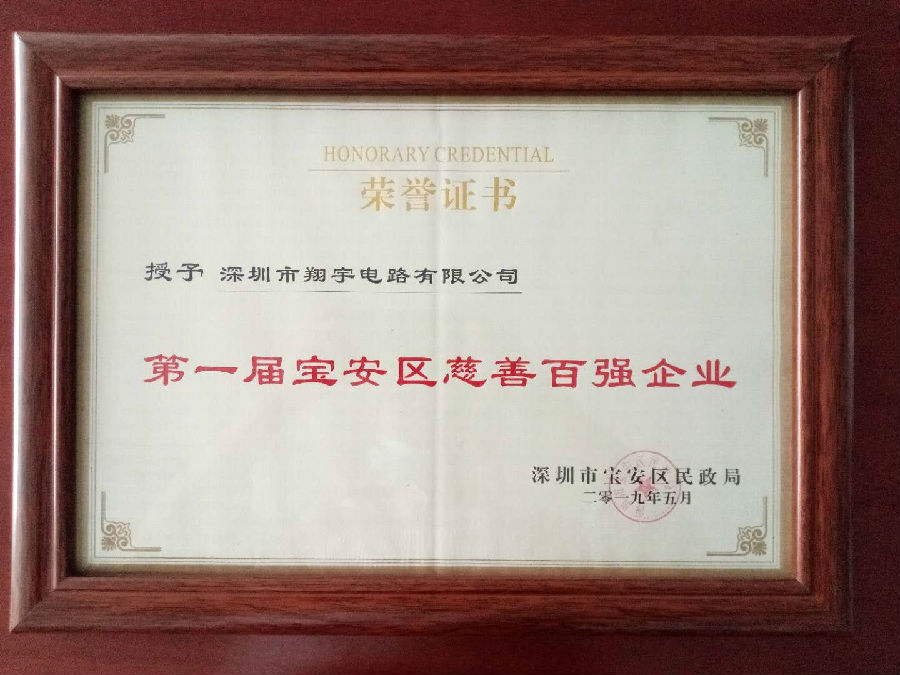 HONORARY CREDENTIAL
荣誉证书
授予 深圳市翔宇电路有限公司
第一届宝安区慈善百强企业
深圳市宝安区民政局
二零一九年五月